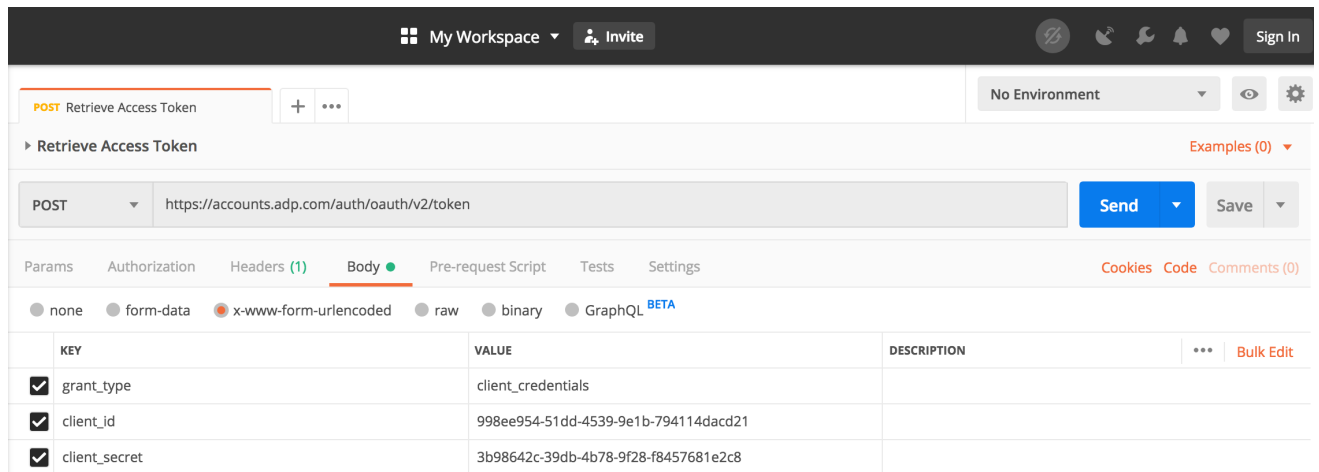 My Workspace Invite Sign In
POST Retrieve Access Token + ••• No Environment
Retrieve Access Token Examples (0)
POST https://accounts.adp.com/auth/oauth/v2/token Send Save
Params Authorization Headers (1) Body Pre-request Script Tests Settings Cookies Code Comments (0)
none form-data x-www-form-urlencoded raw binary GraphQL BETA
KEY VALUE DESCRIPTION ••• Bulk Edit
grant_type client_credentials
client_id 998ee954-51dd-4539-9e1b-794114dacd21
client_secret 3b98642c-39db-4b78-9f28-f8457681e2c8